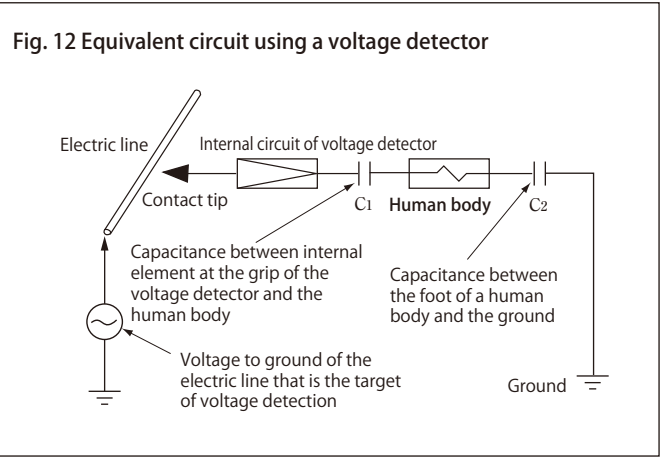 Fig. 12 Equivalent circuit using a voltage detector
Electric line
Internal circuit of voltage detector
Contact tip
C1
Human body
C2
Capacitance between internal
element at the grip of the
voltage detector and the
human body
Capacitance between
the foot of a human
body and the ground
Voltage to ground of the
electric line that is the target
of voltage detection
Ground